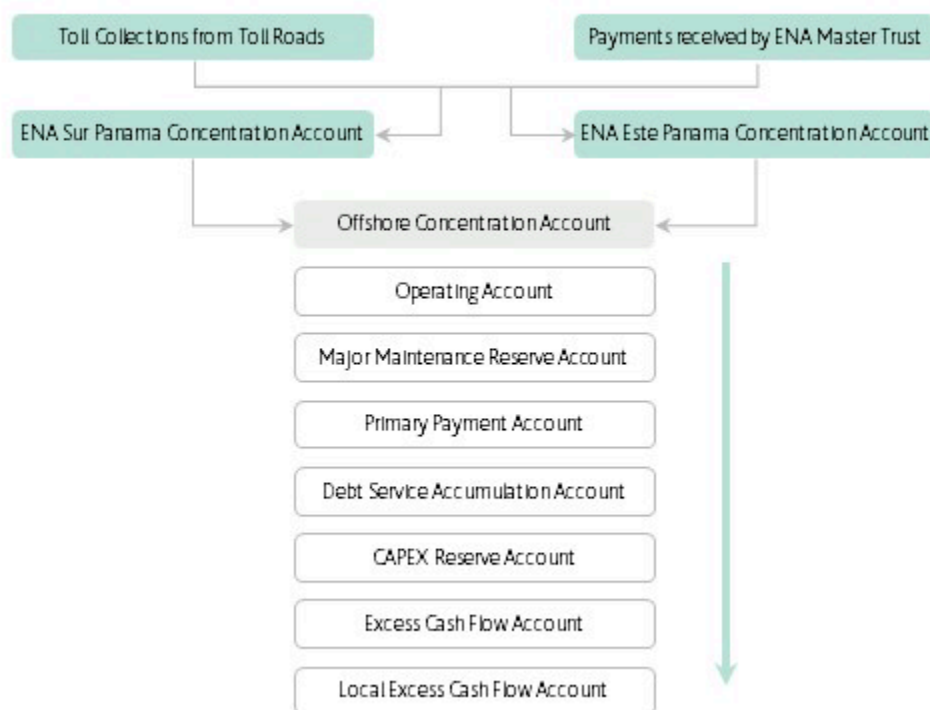 Toll Collections from Toll Roads
Payments received by ENA Master Trust
ENA Sur Panama Concentration Account
ENA Este Panama Concentration Account
Offshore Concentration Account
Operating Account
Major Maintenance Reserve Account
Primary Payment Account
Debt Service Accumulation Account
CAPEX Reserve Account
Excess Cash Flow Account
Local Excess Cash Flow Account